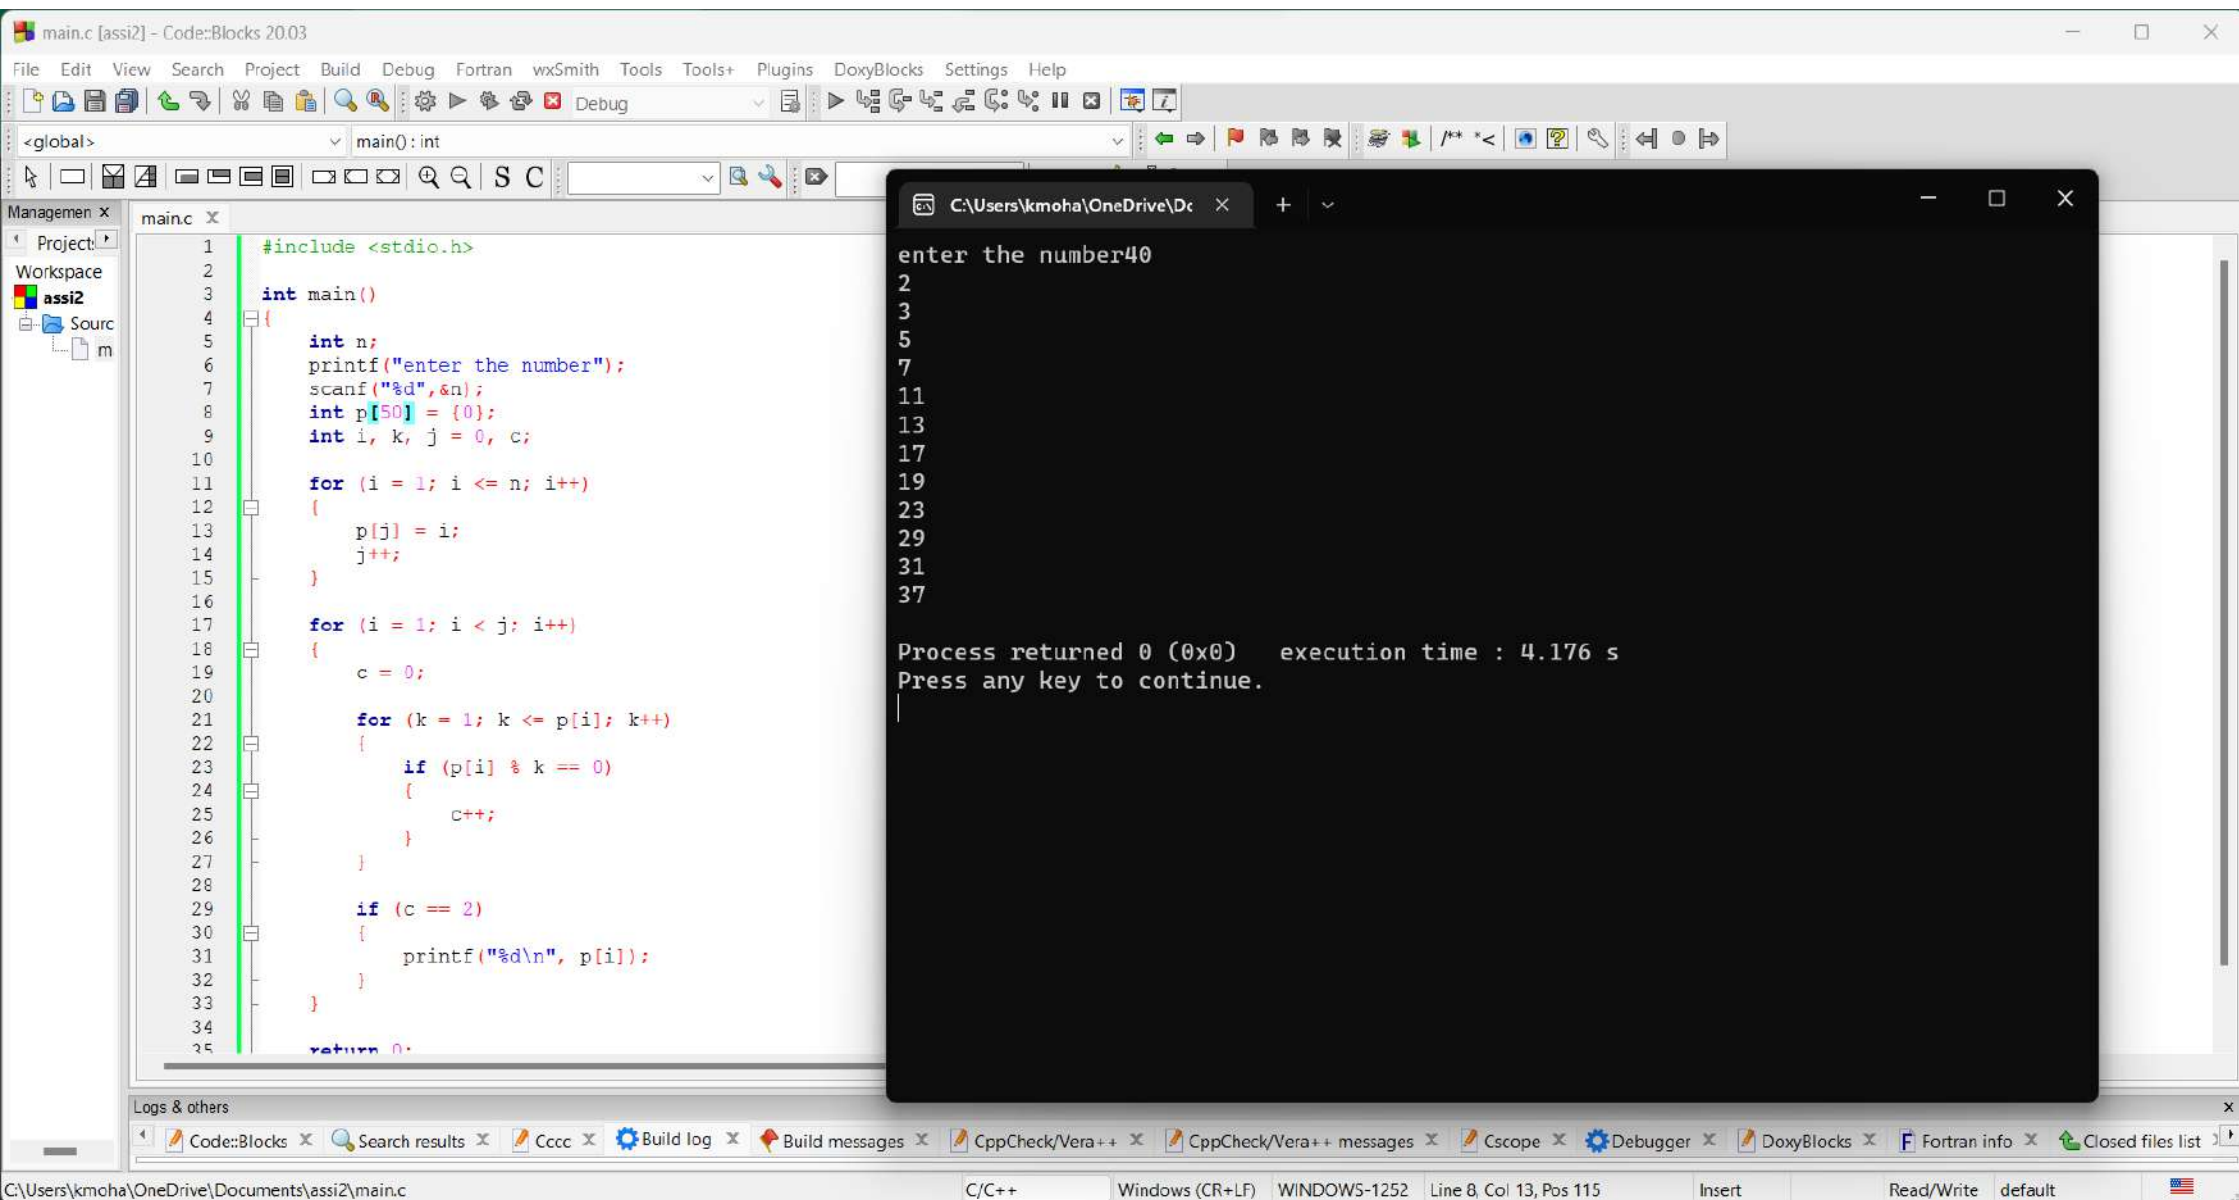 main.c [assi2] - Code::Blocks 20.03
File Edit View Search Project Build Debug Fortran wxSmith Tools Tools+ Plugins DoxyBlocks Settings Help
Debug
<global> main() : int
S C
Managemen X
main.c X
Project:
Workspace
assi2
Sourc
m
1 #include <stdio.h>
2
3 int main()
4 {
5 int n;
6 printf("enter the number");
7 scanf("%d",&n);
8 int p[50] = {0};
9 int i, k, j = 0, c;
10
11 for (i = 1; i <= n; i++)
12 {
13 p[j] = i;
14 j++;
15 }
16
17 for (i = 1; i < j; i++)
18 {
19 c = 0;
20
21 for (k = 1; k <= p[i]; k++)
22 {
23 if (p[i] % k == 0)
24 {
25 c++;
26 }
27 }
28
29 if (c == 2)
30 {
31 printf("%d\n", p[i]);
32 }
33 }
34
35 return 0;
C:\Users\kmoha\OneDrive\Dc
enter the number40
2
3
5
7
11
13
17
19
23
29
31
37
Process returned 0 (0x0) execution time : 4.176 s
Press any key to continue.
Logs & others
Code::Blocks X Search results X Cccc X Build log X Build messages X CppCheck/Vera++ X CppCheck/Vera++ messages X Cscope X Debugger X DoxyBlocks X Fortran info X Closed files list
C:\Users\kmoha\OneDrive\Documents\assi2\main.c C/C++ Windows (CR+LF) WINDOWS-1252 Line 8, Col 13, Pos 115 Insert Read/Write default